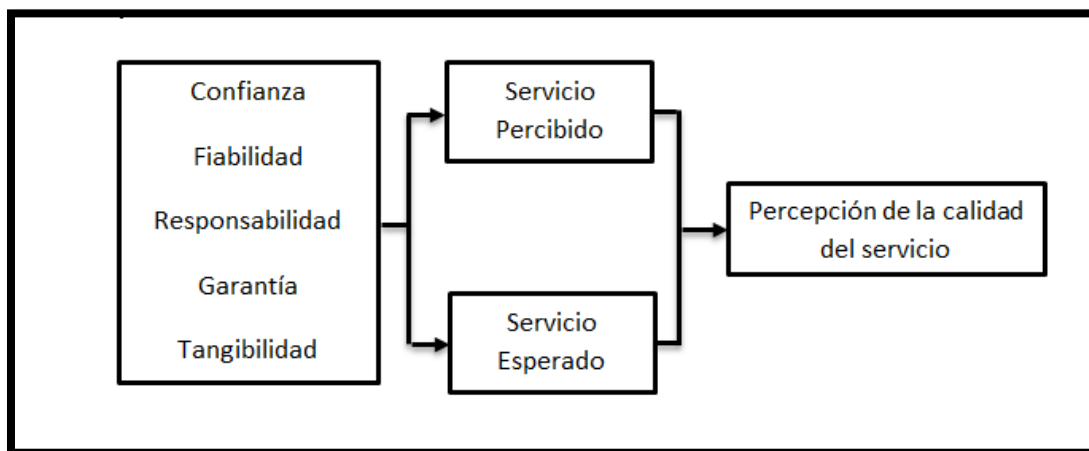 Confianza
Fiabilidad
Responsabilidad
Garantía
Tangibilidad
Servicio
Percibido
Servicio
Esperado
Percepción de la calidad
del servicio